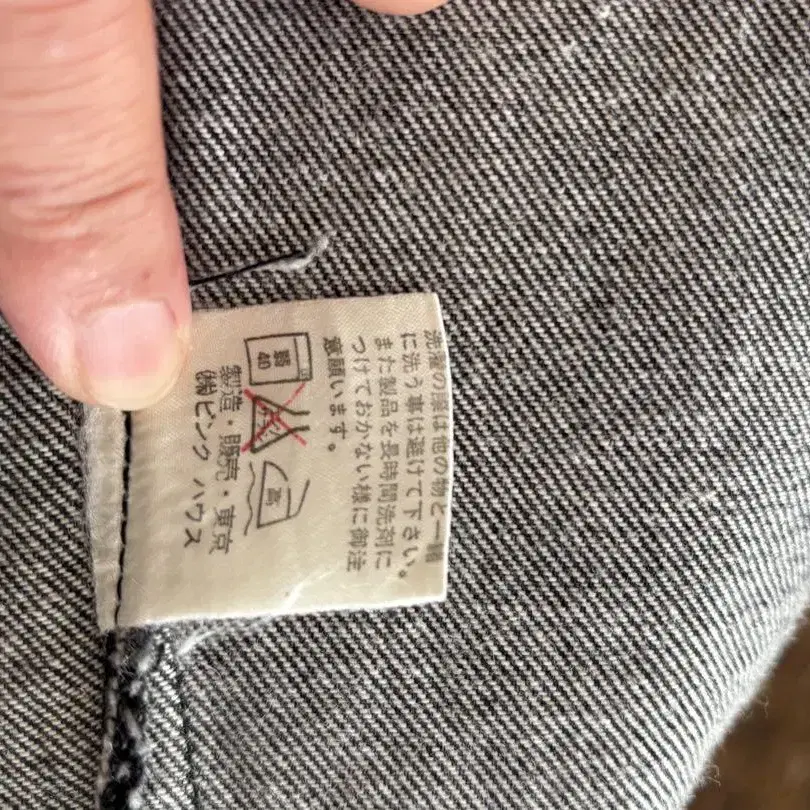 洗濯の際は他の物と一緒
に洗う事は避けて下さい。
また製品を長時間洗剤に
つけておかない様に御注
意願います。
弱
40
高
製造・販売・東京
㈱ピンク ハウス